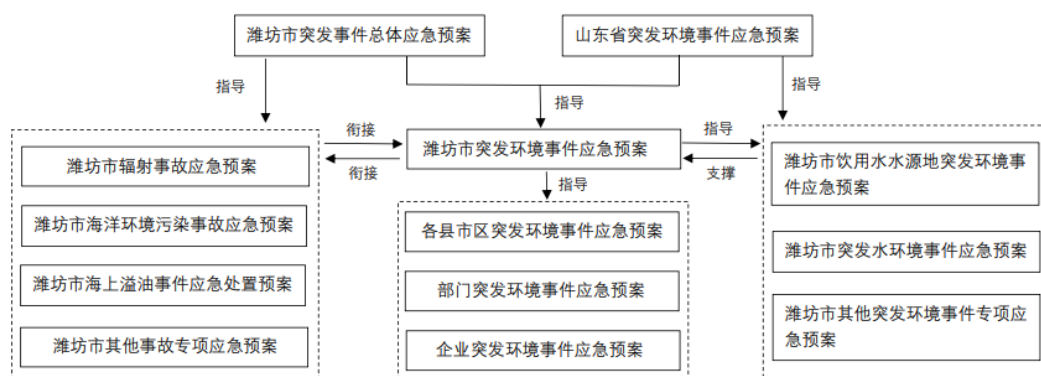 潍坊市突发事件总体应急预案
山东省突发环境事件应急预案
指导
指导
指导
衔接
衔接
潍坊市突发环境事件应急预案
指导
支撑
指导
潍坊市辐射事故应急预案
潍坊市海洋环境污染事故应急预案
潍坊市海上溢油事件应急处置预案
潍坊市其他事故专项应急预案
各县市区突发环境事件应急预案
部门突发环境事件应急预案
企业突发环境事件应急预案
潍坊市饮用水水源地突发环境事
件应急预案
潍坊市突发水环境事件应急预案
潍坊市其他突发环境事件专项应
急预案